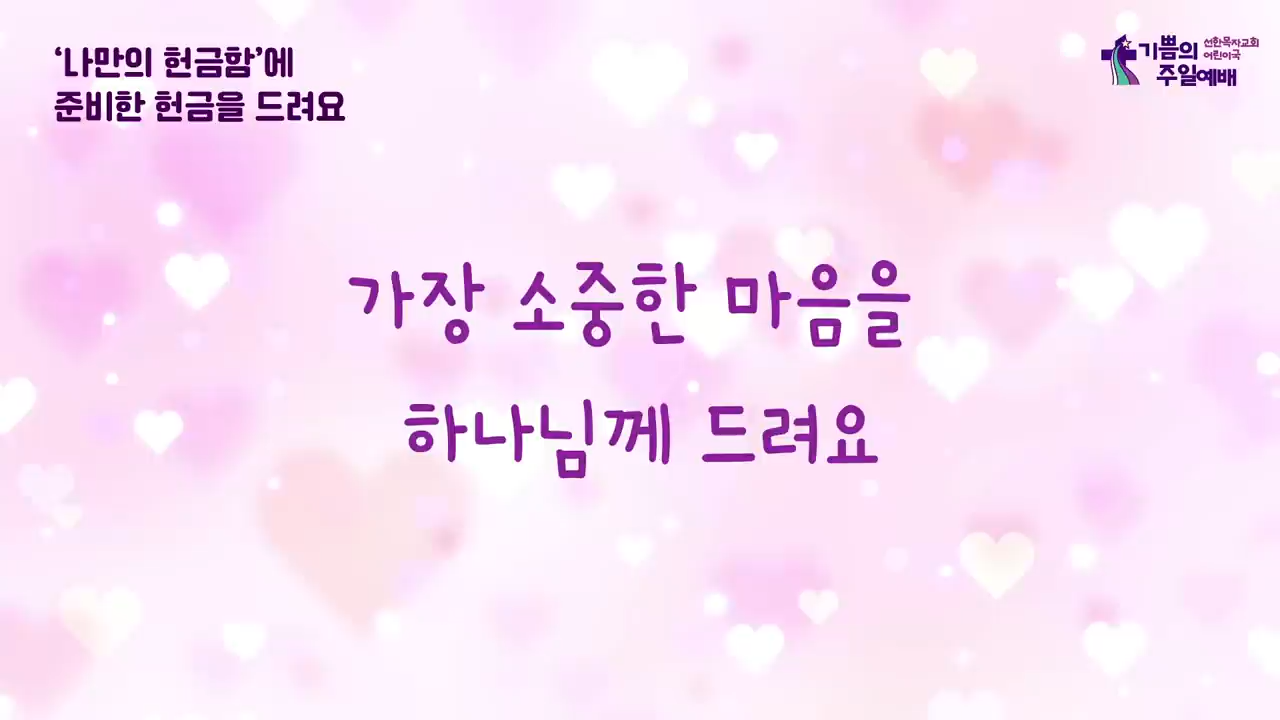 ‘나만의 헌금함’에
준비한 헌금을 드려요
기쁨의 선한목자교회
어린이국
주일예배
가장 소중한 마음을
하나님께 드려요